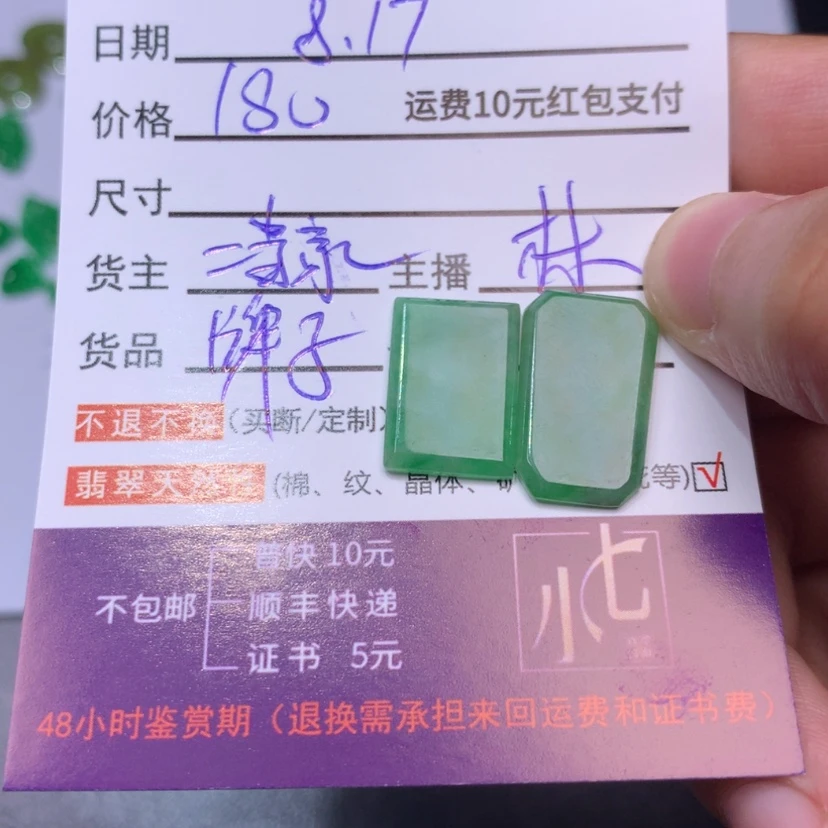 日期 8.17
价格 180 运费10元红包支付
尺寸
货主 主播 林
货品 牌子
不退不换(买断/定制)
翡翠天然 (棉、纹、晶体、 等)√
普快10元
不包邮 顺丰快递
证书 5元
小七
48小时鉴赏期(退换需承担来回运费和证书费)